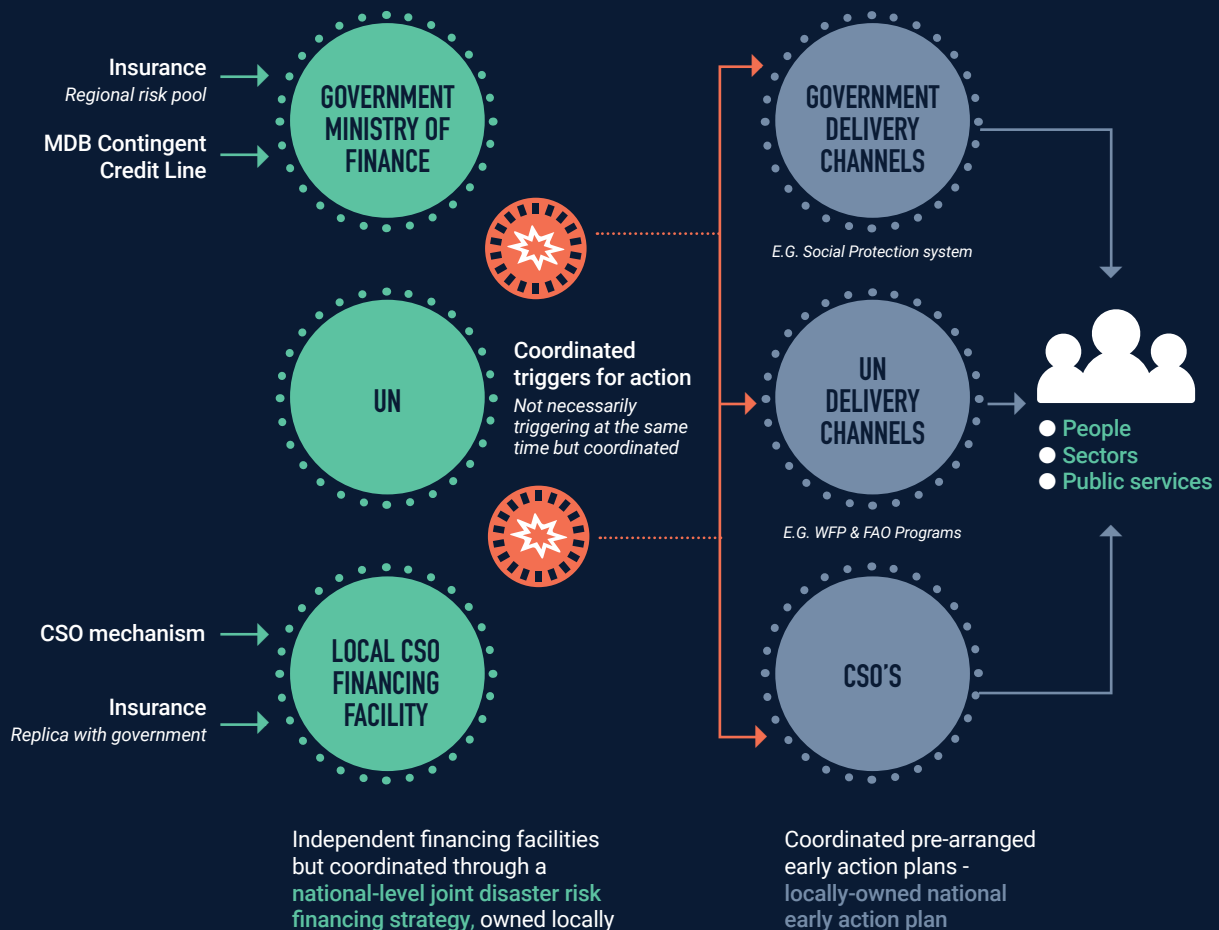 Insurance
Regional risk pool
MDB Contingent
Credit Line
GOVERNMENT
MINISTRY OF
FINANCE
GOVERNMENT
DELIVERY
CHANNELS
E.G. Social Protection system
UN
Coordinated
triggers for action
Not necessarily
triggering at the same
time but coordinated
UN
DELIVERY
CHANNELS
E.G. WFP & FAO Programs
People
Sectors
Public services
CSO mechanism
Insurance
Replica with government
LOCAL CSO
FINANCING
FACILITY
CSO'S
Independent financing facilities
but coordinated through a
national-level joint disaster risk
financing strategy, owned locally
Coordinated pre-arranged
early action plans -
locally-owned national
early action plan